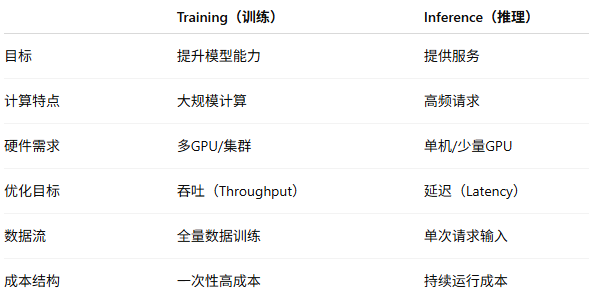 Training（训练） Inference（推理）
目标 提升模型能力 提供服务
计算特点 大规模计算 高频请求
硬件需求 多GPU/集群 单机/少量GPU
优化目标 吞吐（Throughput） 延迟（Latency）
数据流 全量数据训练 单次请求输入
成本结构 一次性高成本 持续运行成本